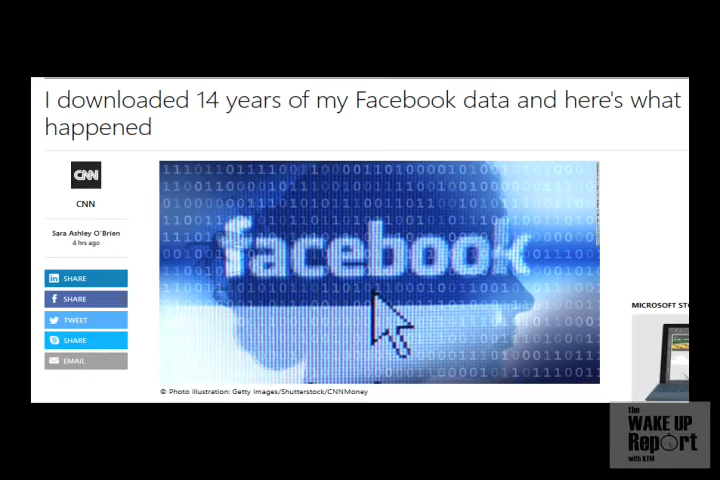 I downloaded 14 years of my Facebook data and here's what
happened
CNN
CNN
Sara Ashley O'Brien
4 hrs ago
in SHARE
f SHARE
TWEET
SHARE
EMAIL
facebook
© Photo Illustration: Getty Images/Shutterstock/CNNMoney
MICROSOFT STO
the
WAKE UP
Report
with KTM